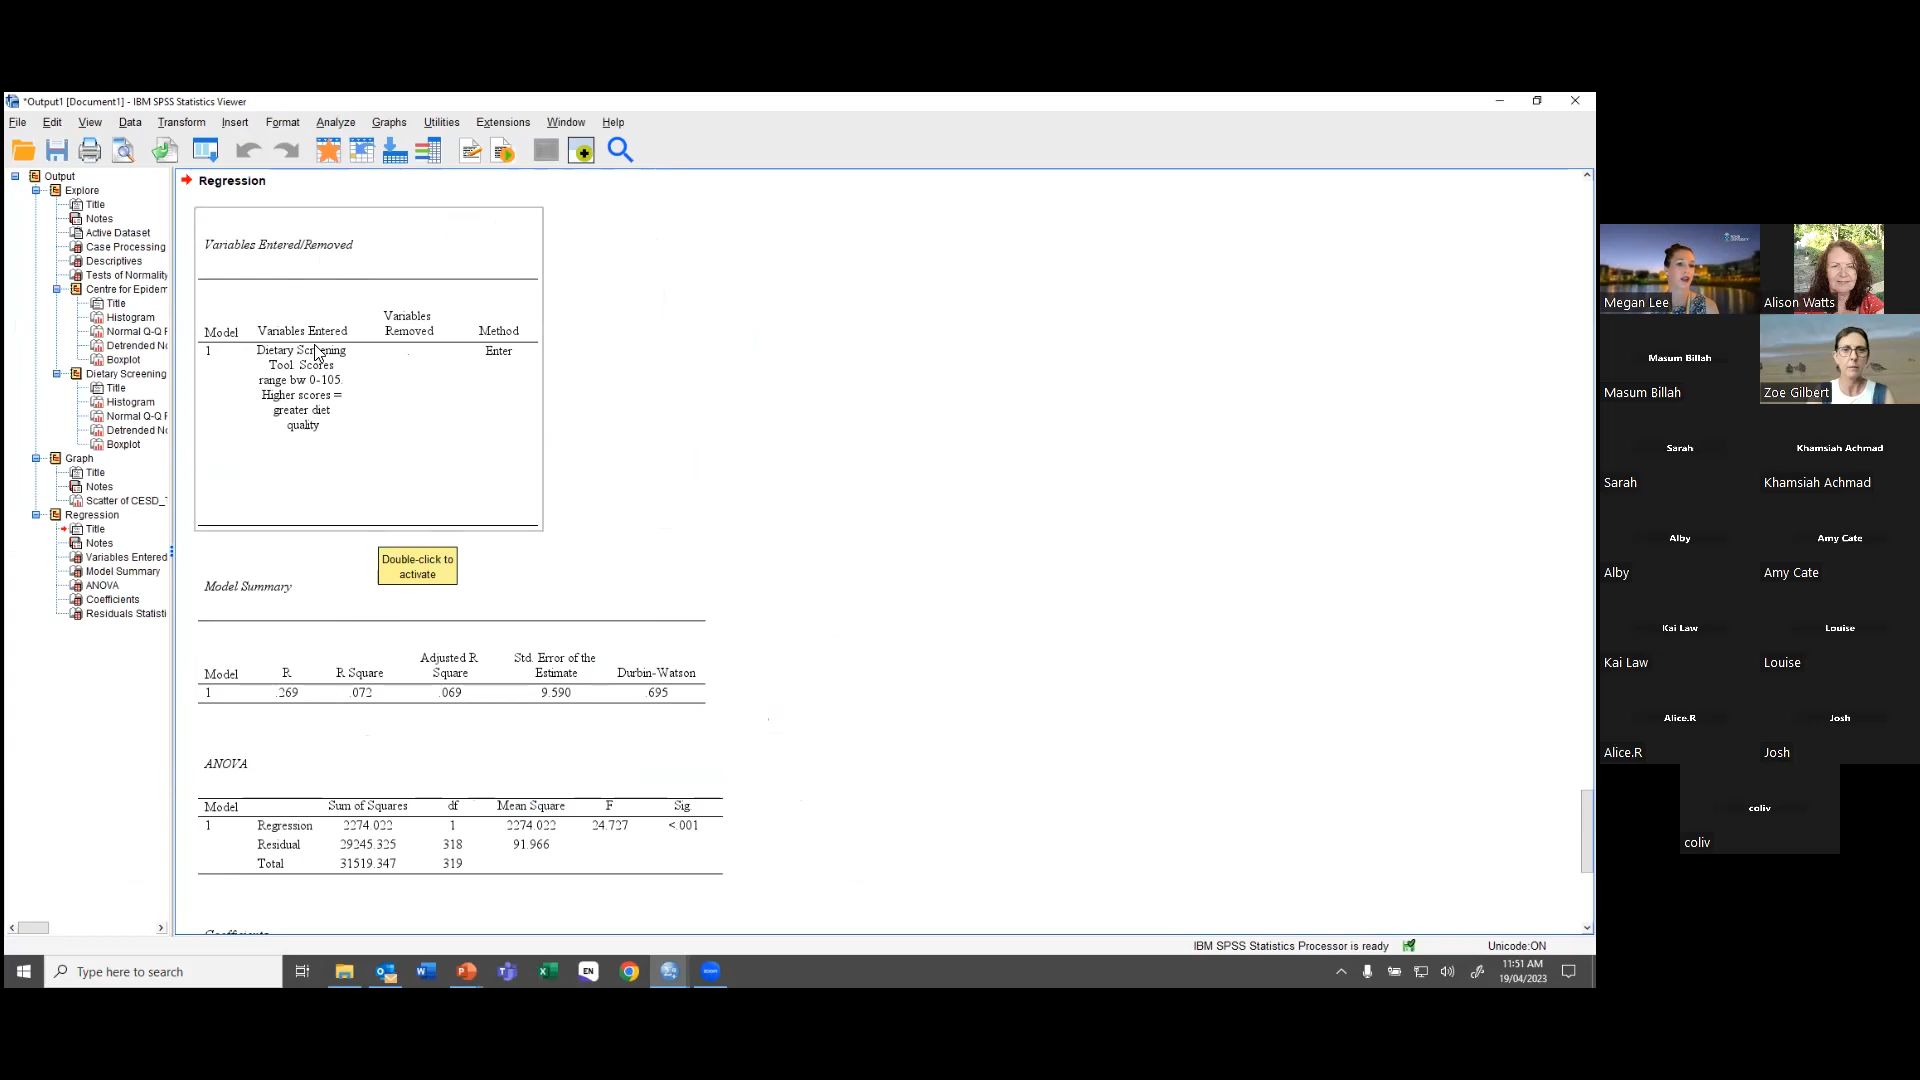 *Output1 [Document1] - IBM SPSS Statistics Viewer
File Edit View Data Transform Insert Format Analyze Graphs Utilities Extensions Window Help
Output
Explore
Title
Notes
Active Dataset
Case Processing
Descriptives
Tests of Normality
Centre for Epidem
Title
Histogram
Normal Q-Q P
Detrended No
Boxplot
Dietary Screening
Title
Histogram
Normal Q-Q P
Detrended No
Boxplot
Graph
Title
Notes
Scatter of CESD_
Regression
Title
Notes
Variables Entered
Model Summary
ANOVA
Coefficients
Residuals Statisti
Regression
Variables Entered/Removed
Model Variables Entered Variables Removed Method
1 Dietary Screening Enter
Tool. Scores
range bw 0-105.
Higher scores =
greater diet
quality
Double-click to
activate
Model Summary
Model R R Square Adjusted R Square Std. Error of the Estimate Durbin-Watson
1 .269 .072 .069 9.590 .695
ANOVA
Model Sum of Squares df Mean Square F Sig.
1 Regression 2274.022 1 2274.022 24.727 <.001
Residual 29245.325 318 91.966
Total 31519.347 319
Coefficients
IBM SPSS Statistics Processor is ready Unicode:ON
Type here to search
EN
zoom
11:51 AM
19/04/2023
Megan Lee
Alison Watts
Masum Billah
Masum Billah
Zoe Gilbert
Sarah
Sarah
Khamsiah Achmad
Khamsiah Achmad
Alby
Alby
Amy Cate
Amy Cate
Kai Law
Kai Law
Louise
Louise
Alice.R
Alice.R
Josh
Josh
coliv
coliv